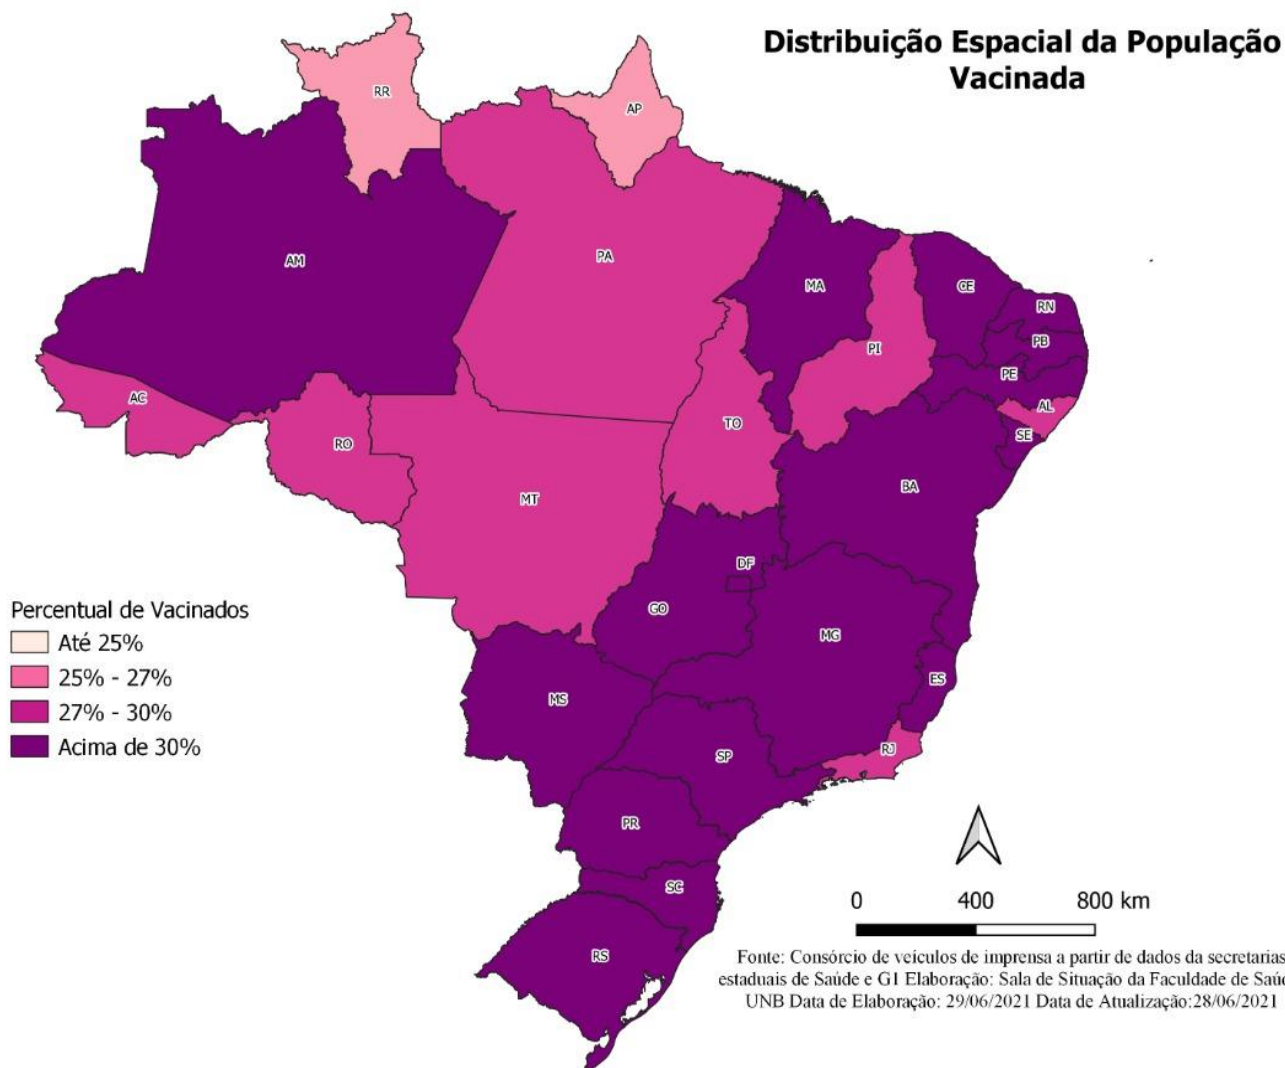 Distribuição Espacial da População
Vacinada
RR
AP
AM
PA
MA
CE
RN
PB
PI
PE
AC
AL
TO
SE
RO
BA
MT
DF
GO
MG
ES
MS
RJ
SP
PR
SC
RS
Percentual de Vacinados
Até 25%
25% - 27%
27% - 30%
Acima de 30%
0 400 800 km
Fonte: Consórcio de veículos de imprensa a partir de dados da secretarias
estaduais de Saúde e G1 Elaboração: Sala de Situação da Faculdade de Saúd
UNB Data de Elaboração: 29/06/2021 Data de Atualização:28/06/2021